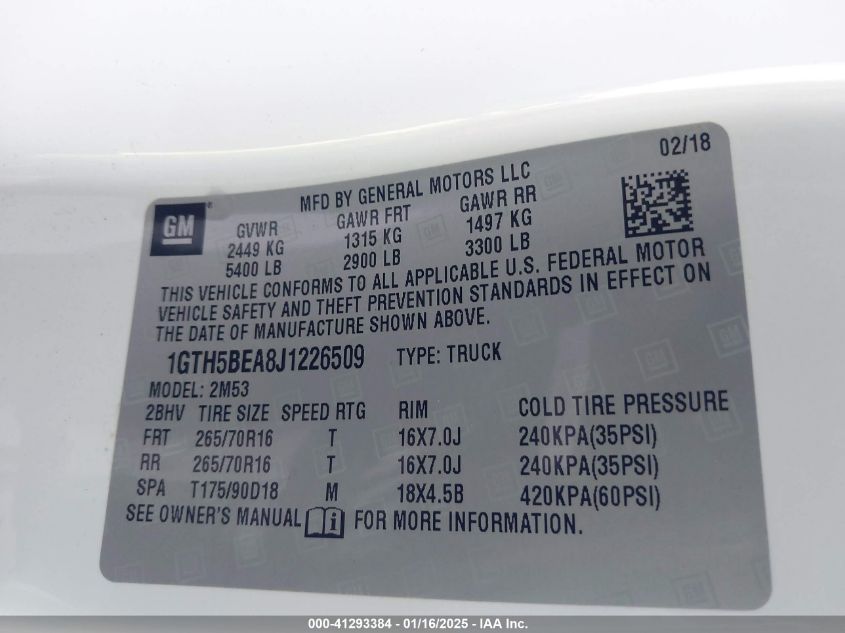 02/18
MFD BY GENERAL MOTORS LLC
GM
GVWR GAWR FRT GAWR RR
2449 KG 1315 KG 1497 KG
5400 LB 2900 LB 3300 LB
THIS VEHICLE CONFORMS TO ALL APPLICABLE U.S. FEDERAL MOTOR
VEHICLE SAFETY AND THEFT PREVENTION STANDARDS IN EFFECT ON
THE DATE OF MANUFACTURE SHOWN ABOVE.
1GTH5BEA8J1226509 TYPE: TRUCK
MODEL: 2M53
2BHV TIRE SIZE SPEED RTG RIM COLD TIRE PRESSURE
FRT 265/70R16 T 16X7.0J 240KPA(35PSI)
RR 265/70R16 T 16X7.0J 240KPA(35PSI)
SPA T175/90D18 M 18X4.5B 420KPA(60PSI)
SEE OWNER'S MANUAL FOR MORE INFORMATION.
000-41293384 - 01/16/2025 - IAA Inc.